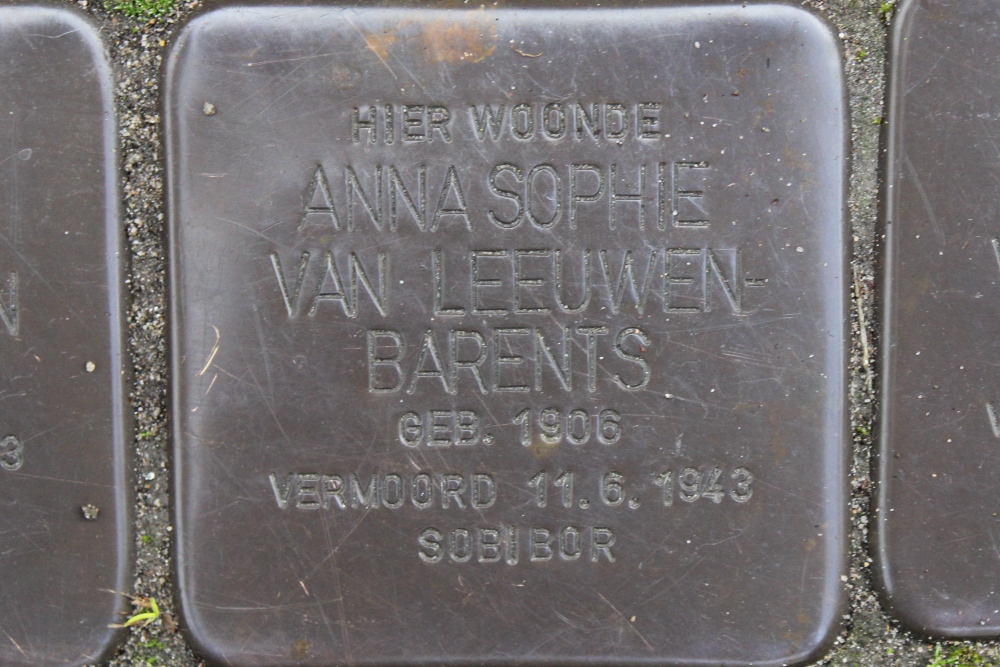 HIER WOONDE
ANNA SOPHIE
VAN LEEUWEN-
BARENTS
GEB. 1906
VERMOORD 11.6.1943
SOBIBOR